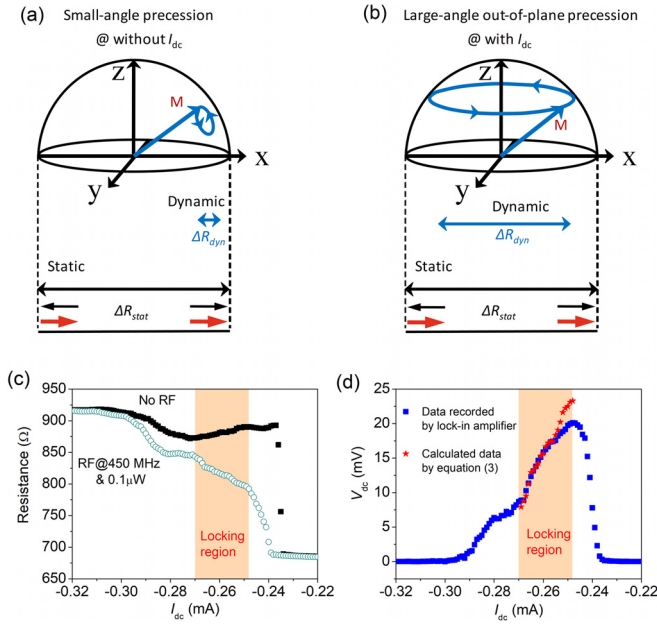 (a)
Small-angle precession
@ without Idc
z
M
x
y
Dynamic
ΔRdyn
Static
ΔRstat
(b)
Large-angle out-of-plane precession
@ with Idc
z
M
x
y
Dynamic
ΔRdyn
Static
ΔRstat
(c)
950
900
850
800
750
700
650
Resistance (Ω)
No RF
RF@450 MHz
& 0.1μW
Locking
region
-0.32 -0.30 -0.28 -0.26 -0.24 -0.22
Idc (mA)
(d)
25
20
15
10
5
0
Vdc (mV)
Data recorded
by lock-in amplifier
Calculated data
by equation (3)
Locking
region
-0.32 -0.30 -0.28 -0.26 -0.24 -0.22
Idc (mA)